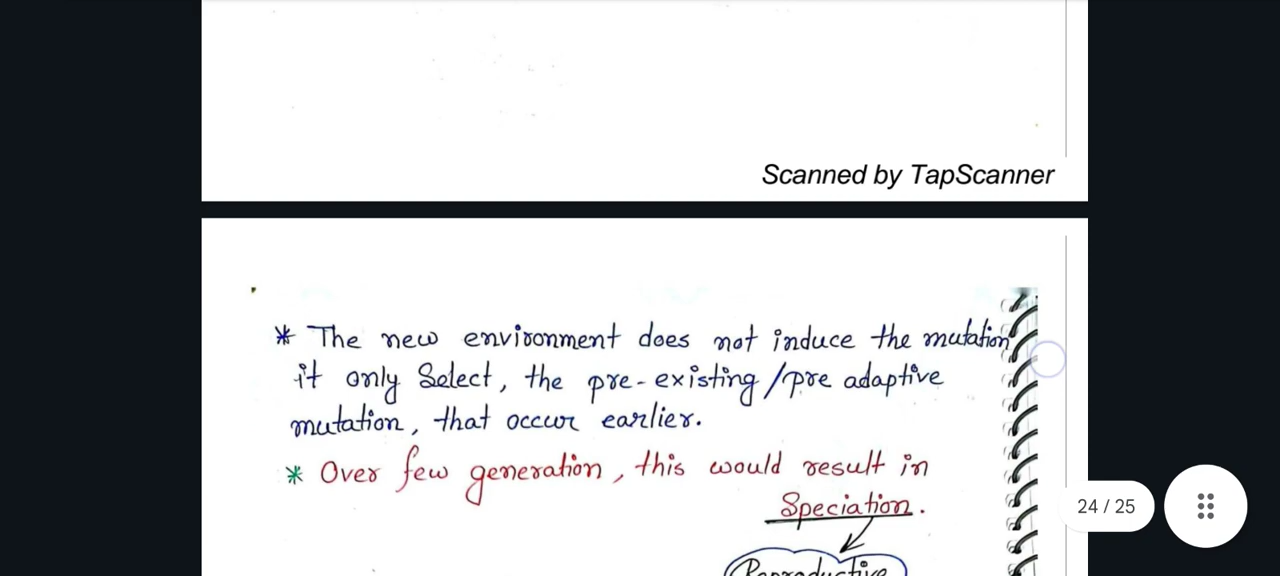 Scanned by TapScanner
* The new environment does not induce the mutation
it only Select, the pre-existing/pre adaptive
mutation, that occur earlier.
* Over few generation, this would result in
Speciation.
24 / 25
Reproductive